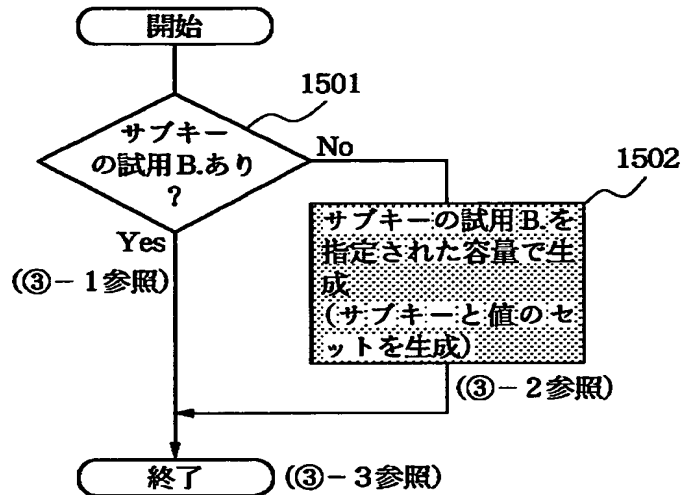 開始
1501
サブキー
の試用B.あり
?
No
1502
サブキーの試用B.を
指定された容量で生
成
(サブキーと値のセ
ットを生成)
Yes
(③-1参照)
(③-2参照)
終了
(③-3参照)